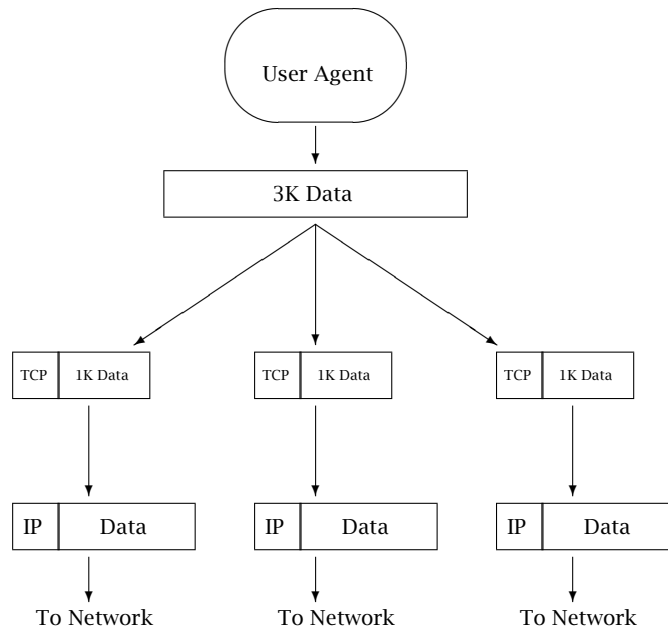 User Agent
3K Data
TCP 1K Data TCP 1K Data TCP 1K Data
IP Data IP Data IP Data
To Network To Network To Network